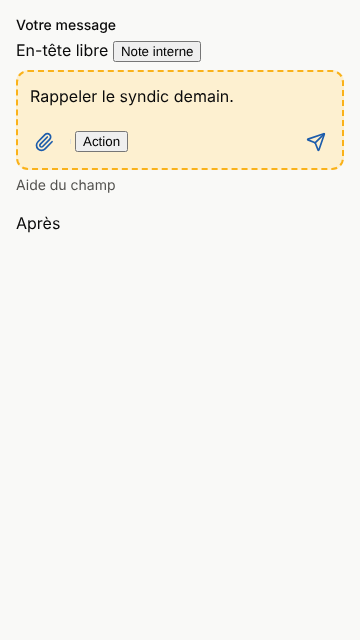 Votre message
En-tête libre Note interne
Rappeler le syndic demain.
Action
Aide du champ
Après